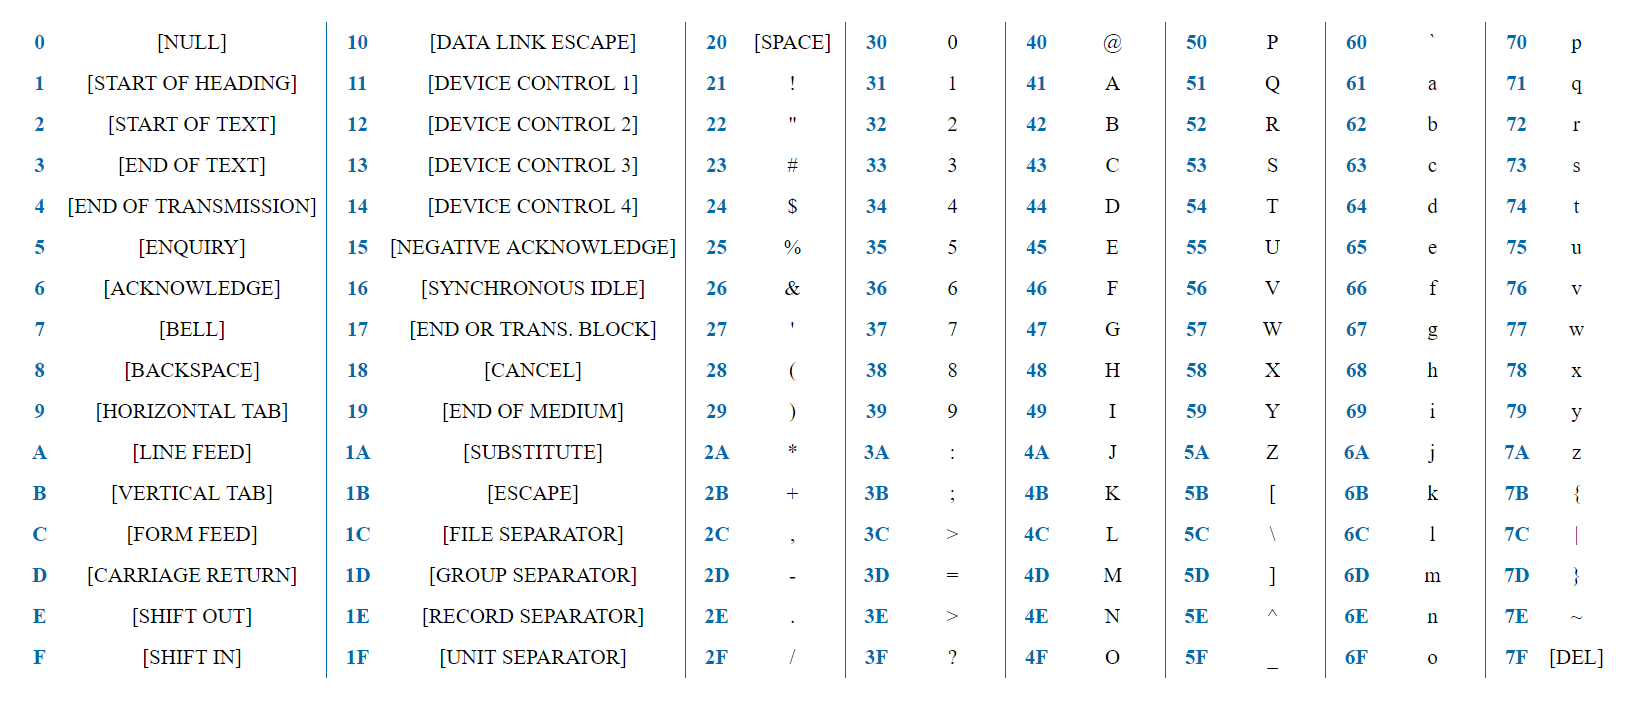 0 [NULL] 10 [DATA LINK ESCAPE] 20 [SPACE] 30 0 40 @ 50 P 60 ` 70 p
1 [START OF HEADING] 11 [DEVICE CONTROL 1] 21 ! 31 1 41 A 51 Q 61 a 71 q
2 [START OF TEXT] 12 [DEVICE CONTROL 2] 22 " 32 2 42 B 52 R 62 b 72 r
3 [END OF TEXT] 13 [DEVICE CONTROL 3] 23 # 33 3 43 C 53 S 63 c 73 s
4 [END OF TRANSMISSION] 14 [DEVICE CONTROL 4] 24 $ 34 4 44 D 54 T 64 d 74 t
5 [ENQUIRY] 15 [NEGATIVE ACKNOWLEDGE] 25 % 35 5 45 E 55 U 65 e 75 u
6 [ACKNOWLEDGE] 16 [SYNCHRONOUS IDLE] 26 & 36 6 46 F 56 V 66 f 76 v
7 [BELL] 17 [END OR TRANS. BLOCK] 27 ' 37 7 47 G 57 W 67 g 77 w
8 [BACKSPACE] 18 [CANCEL] 28 ( 38 8 48 H 58 X 68 h 78 x
9 [HORIZONTAL TAB] 19 [END OF MEDIUM] 29 ) 39 9 49 I 59 Y 69 i 79 y
A [LINE FEED] 1A [SUBSTITUTE] 2A * 3A : 4A J 5A Z 6A j 7A z
B [VERTICAL TAB] 1B [ESCAPE] 2B + 3B ; 4B K 5B [ 6B k 7B {
C [FORM FEED] 1C [FILE SEPARATOR] 2C , 3C > 4C L 5C \ 6C l 7C |
D [CARRIAGE RETURN] 1D [GROUP SEPARATOR] 2D - 3D = 4D M 5D ] 6D m 7D }
E [SHIFT OUT] 1E [RECORD SEPARATOR] 2E . 3E > 4E N 5E ^ 6E n 7E ~
F [SHIFT IN] 1F [UNIT SEPARATOR] 2F / 3F ? 4F O 5F _ 6F o 7F [DEL]